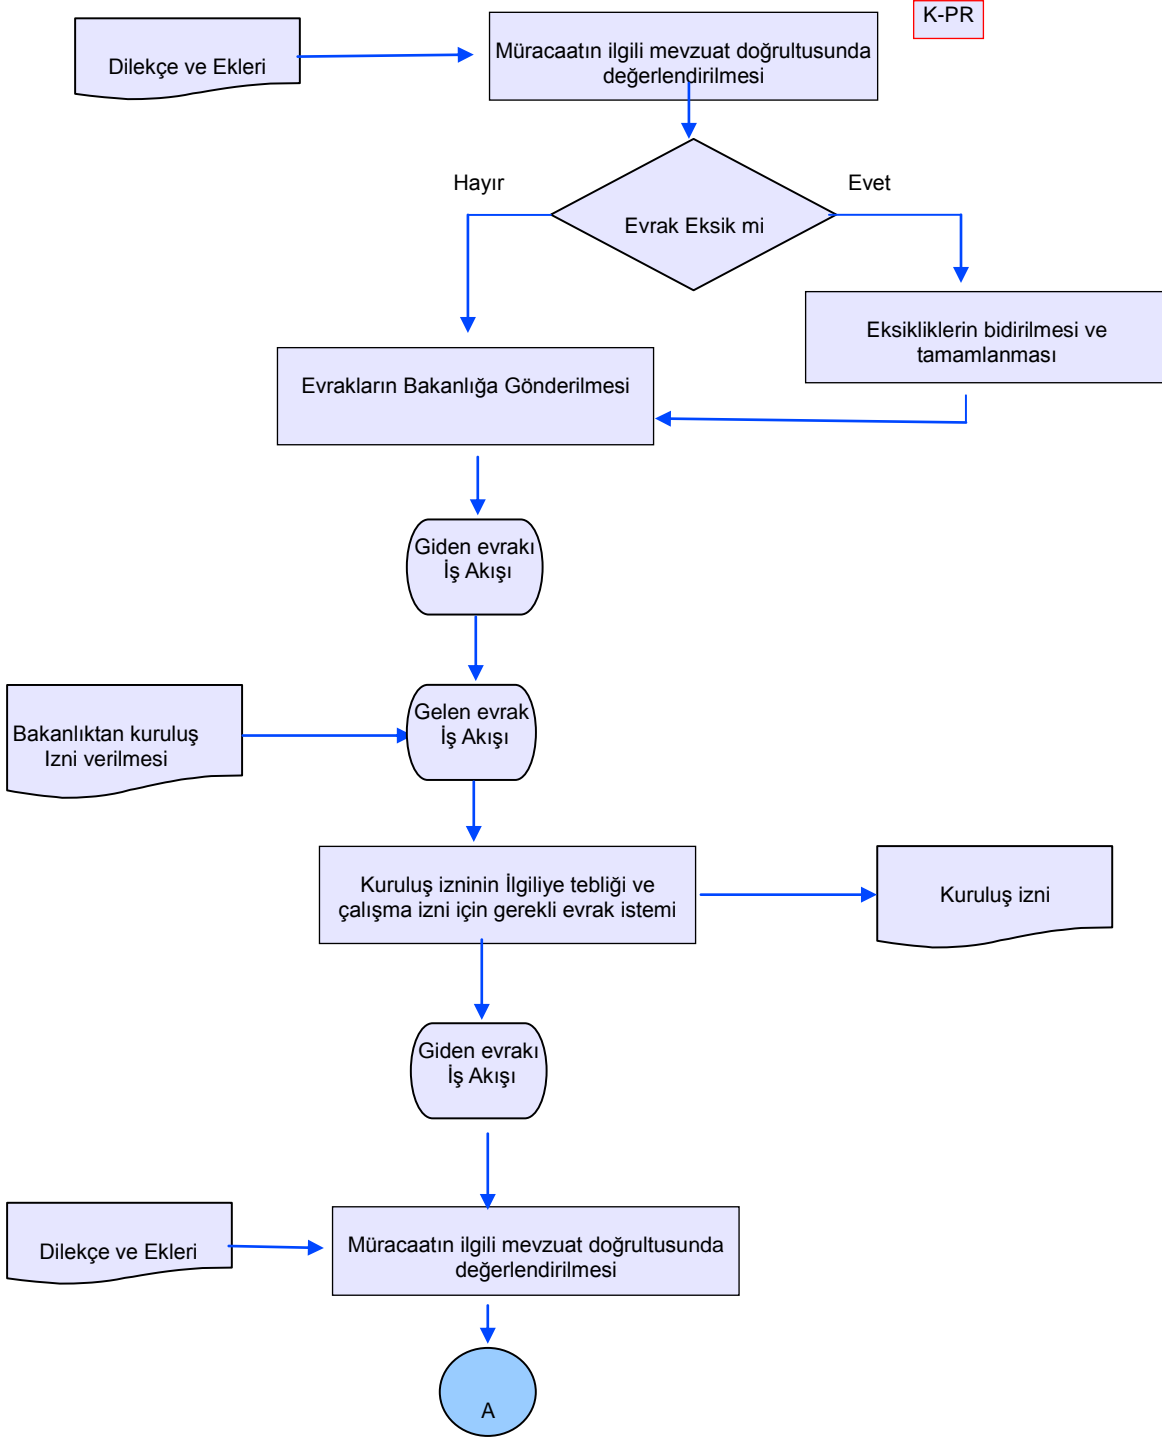 K-PR
Dilekçe ve Ekleri
Müracaatın ilgili mevzuat doğrultusunda
değerlendirilmesi
Hayır
Evet
Evrak Eksik mi
Eksikliklerin bidirilmesi ve
tamamlanması
Evrakların Bakanlığa Gönderilmesi
Giden evrakı
İş Akışı
Bakanlıktan kuruluş
Izni verilmesi
Gelen evrak
İş Akışı
Kuruluş izninin İlgiliye tebliği ve
çalışma izni için gerekli evrak istemi
Kuruluş izni
Giden evrakı
İş Akışı
Dilekçe ve Ekleri
Müracaatın ilgili mevzuat doğrultusunda
değerlendirilmesi
A